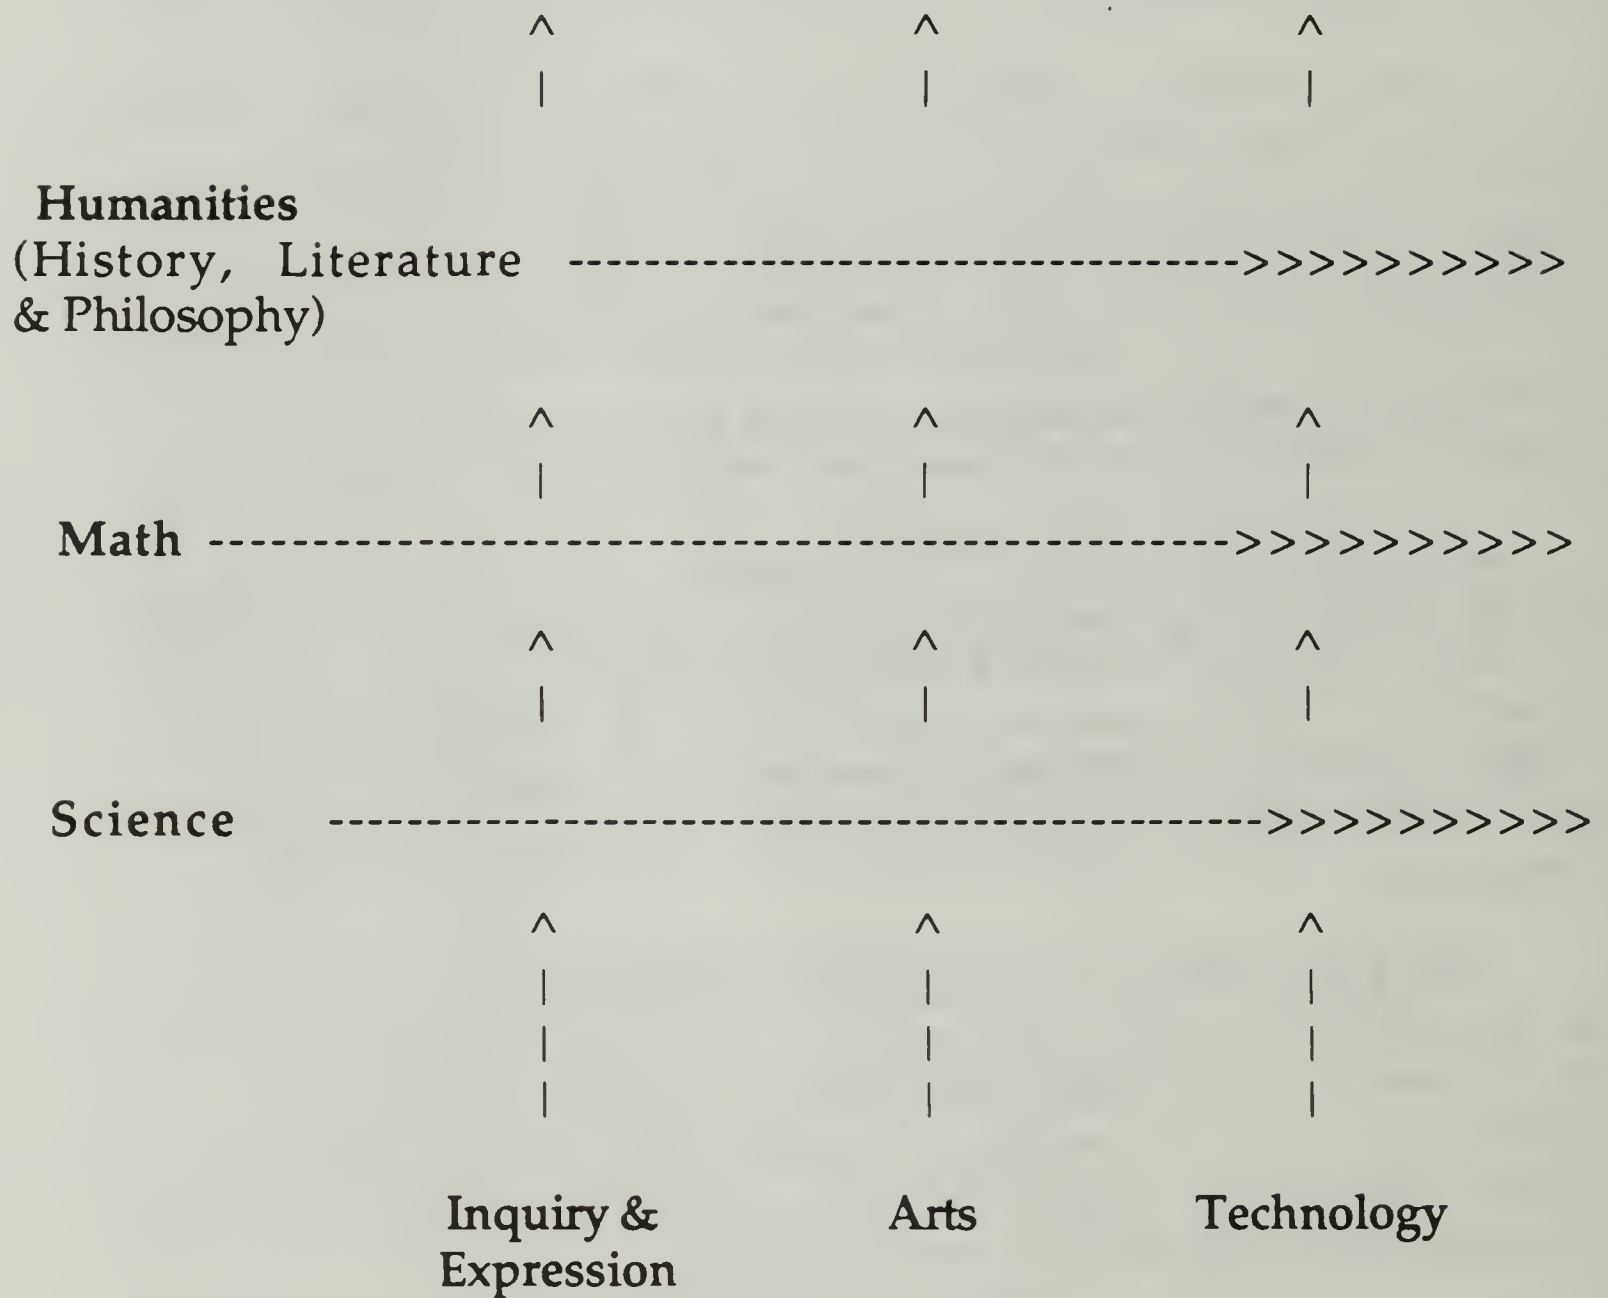 ^ ^ ^
| | |
Humanities
(History, Literature ----------------------------------->>>>>>>>>>
& Philosophy)
^ ^ ^
| | |
Math -------------------------------------------------->>>>>>>>>>
^ ^ ^
| | |
Science ----------------------------------------------->>>>>>>>>>
^ ^ ^
| | |
| | |
| | |
Inquiry & Arts Technology
Expression